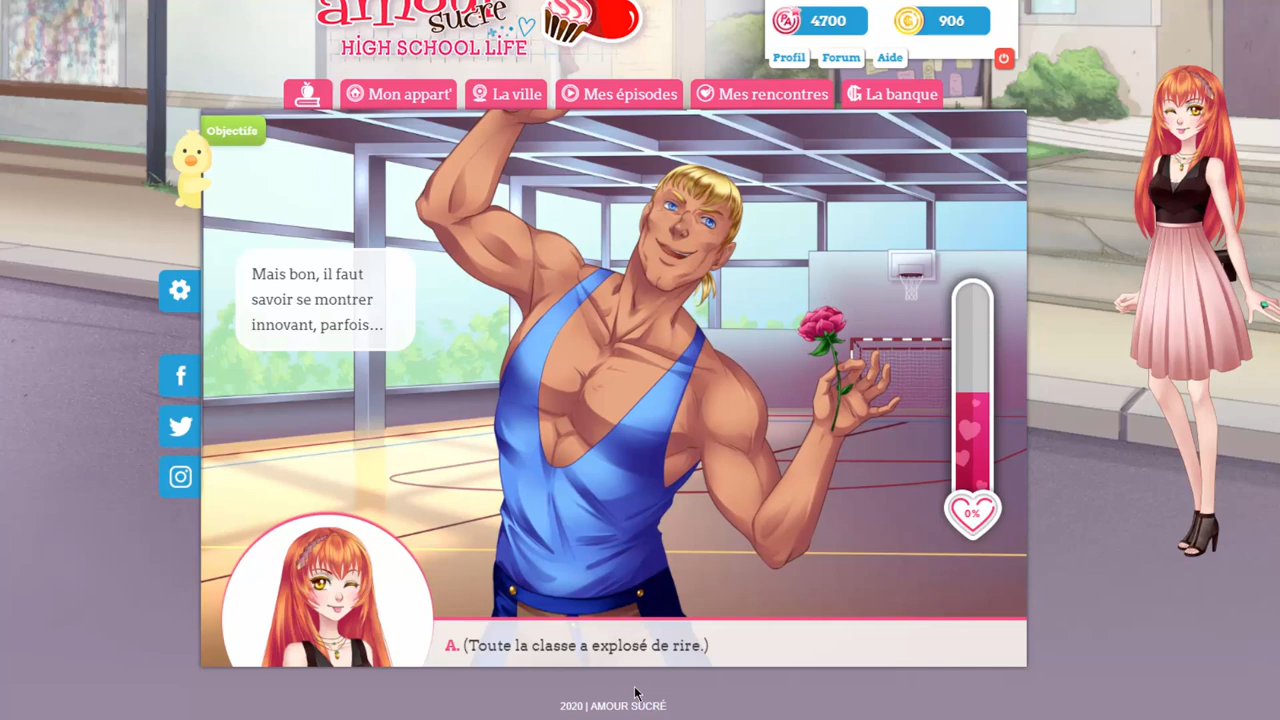 amour
sucre
HIGH SCHOOL LIFE
4700
906
Profil
Forum
Aide
Mon appart'
La ville
Mes épisodes
Mes rencontres
La banque
Objectifs
Mais bon, il faut
savoir se montrer
innovant, parfois...
0%
A. (Toute la classe a explosé de rire.)
2020 | AMOUR SUCRÉ